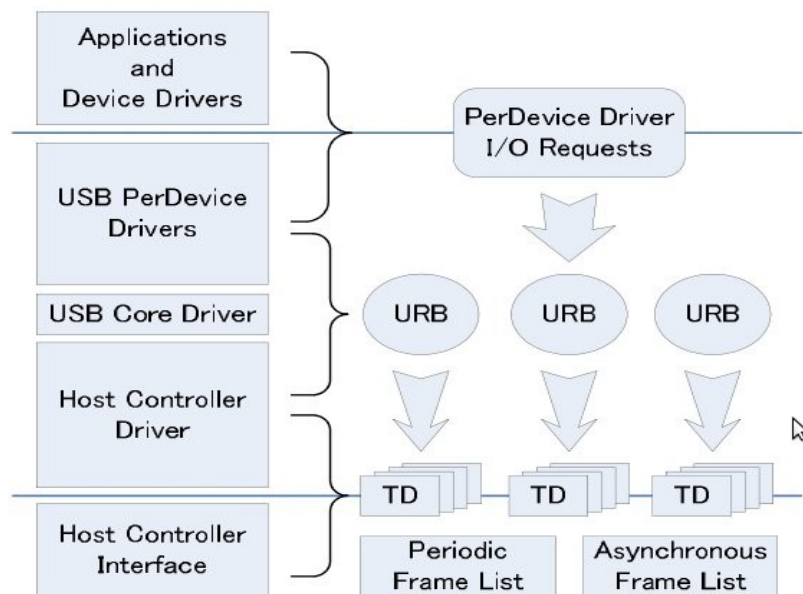 Applications
and
Device Drivers
PerDevice Driver
I/O Requests
USB PerDevice
Drivers
USB Core Driver
URB
URB
URB
Host Controller
Driver
TD
TD
TD
Host Controller
Interface
Periodic
Frame List
Asynchronous
Frame List